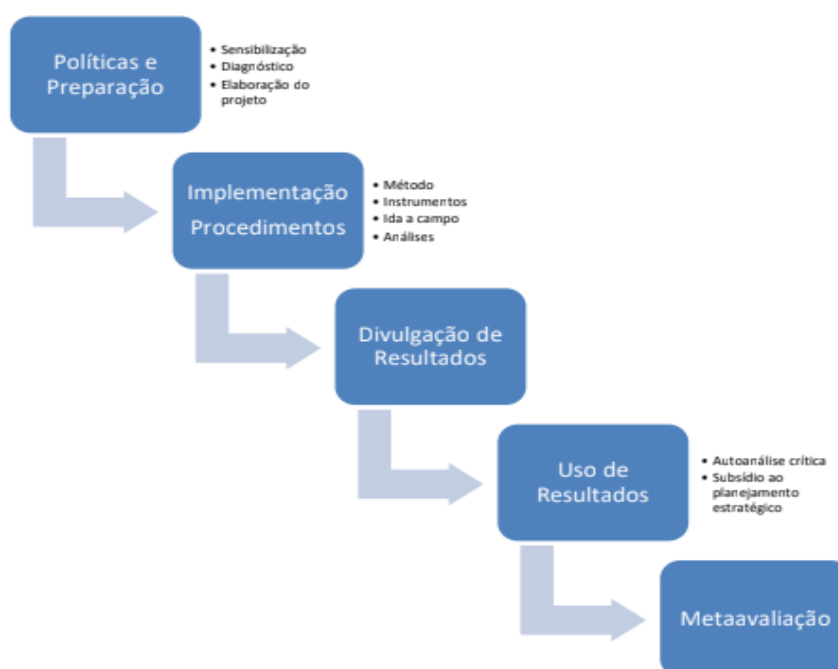 Políticas e
Preparação
• Sensibilização
• Diagnóstico
• Elaboração do
projeto
Implementação
Procedimentos
• Método
• Instrumentos
• Ida a campo
• Análises
Divulgação de
Resultados
Uso de
Resultados
• Autoanálise crítica
• Subsídio ao
planejamento
estratégico
Metaavaliação